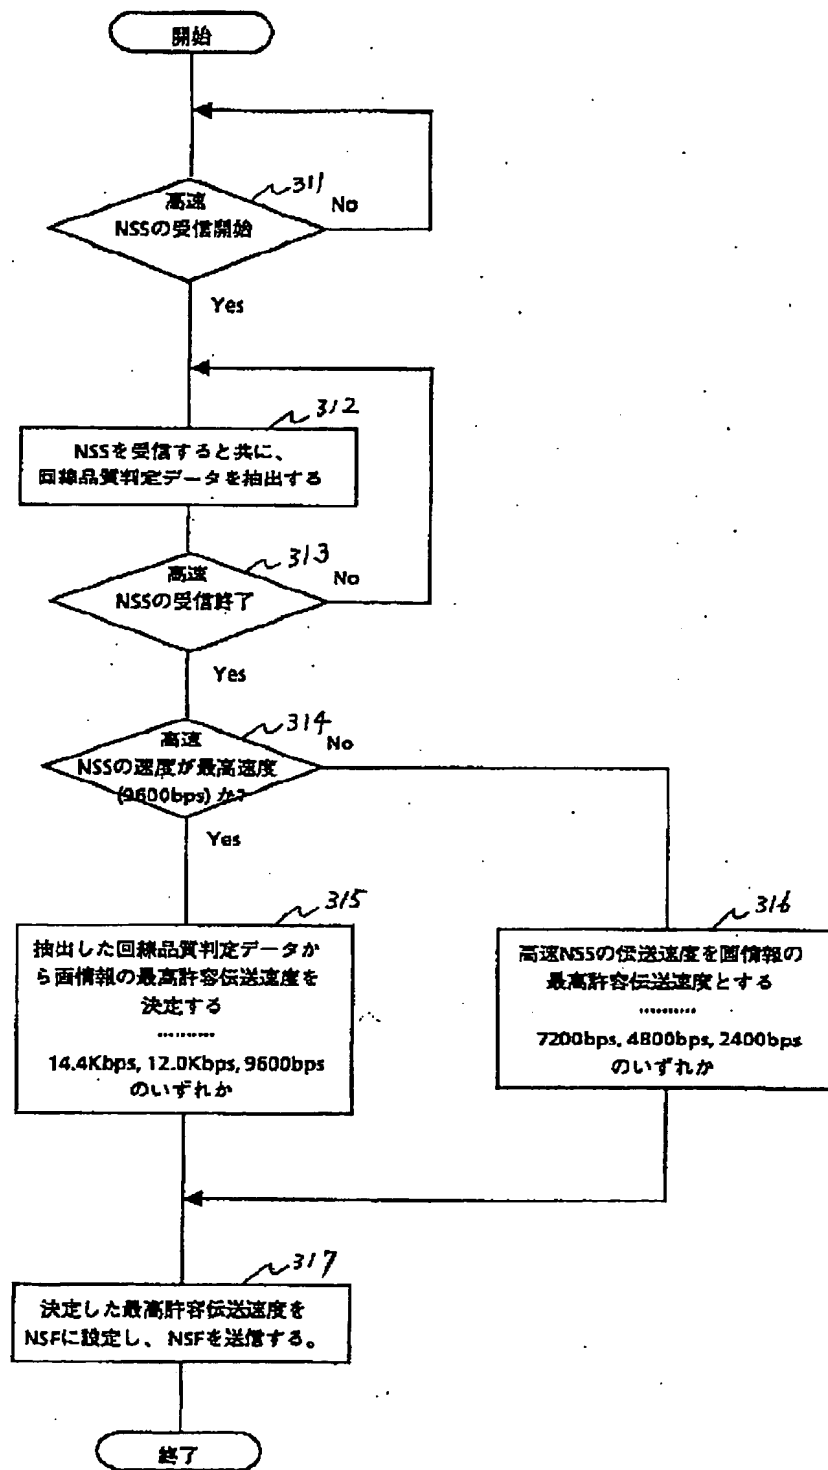 開始
311
高速
No
NSSの受信開始
Yes
312
NSSを受信すると共に、
回線品質判定データを抽出する
313
高速
No
NSSの受信終了
Yes
314
高速
No
NSSの速度が最高速度
(9600bps)か?
Yes
315
抽出した回線品質判定データか
ら画情報の最高許容伝送速度を
決定する
..........
14.4Kbps, 12.0Kbps, 9600bps
のいずれか
316
高速NSSの伝送速度を画情報の
最高許容伝送速度とする
..........
7200bps, 4800bps, 2400bps
のいずれか
317
決定した最高許容伝送速度を
NSFに設定し、NSFを送信する。
終了